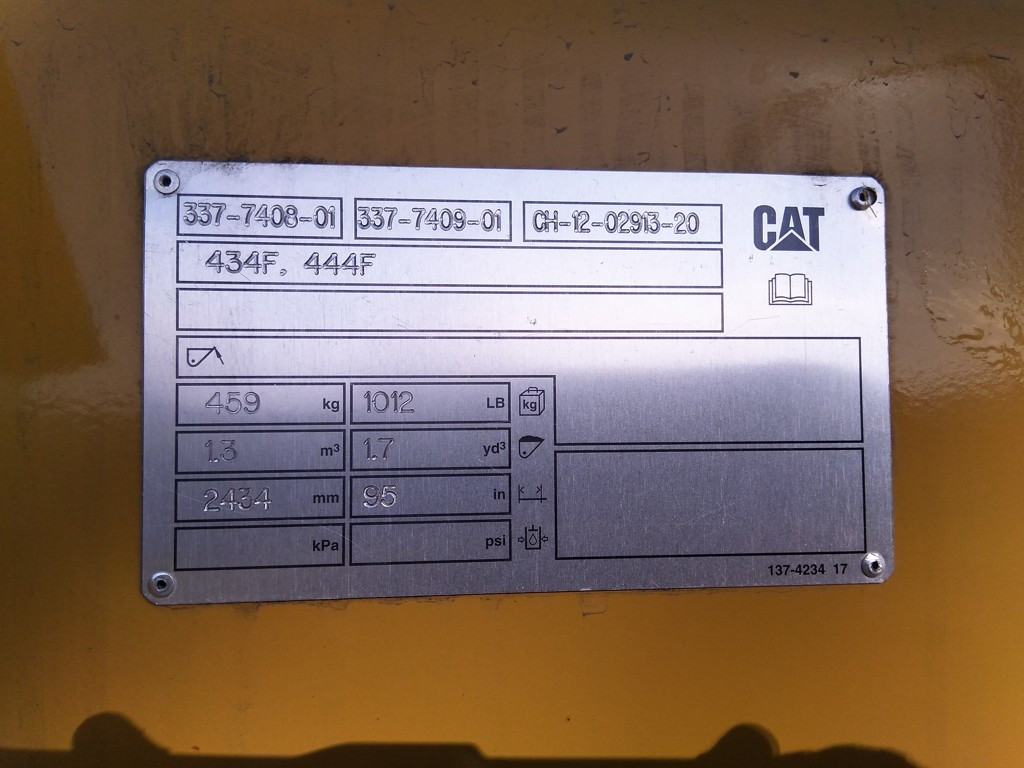 337-7408-01 337-7409-01 CH-12-02913-20
CAT
434F, 444F
459 kg 1012 LB kg
1.3 m³ 1.7 yd³
2434 mm 95 in
kPa psi
137-4234 17